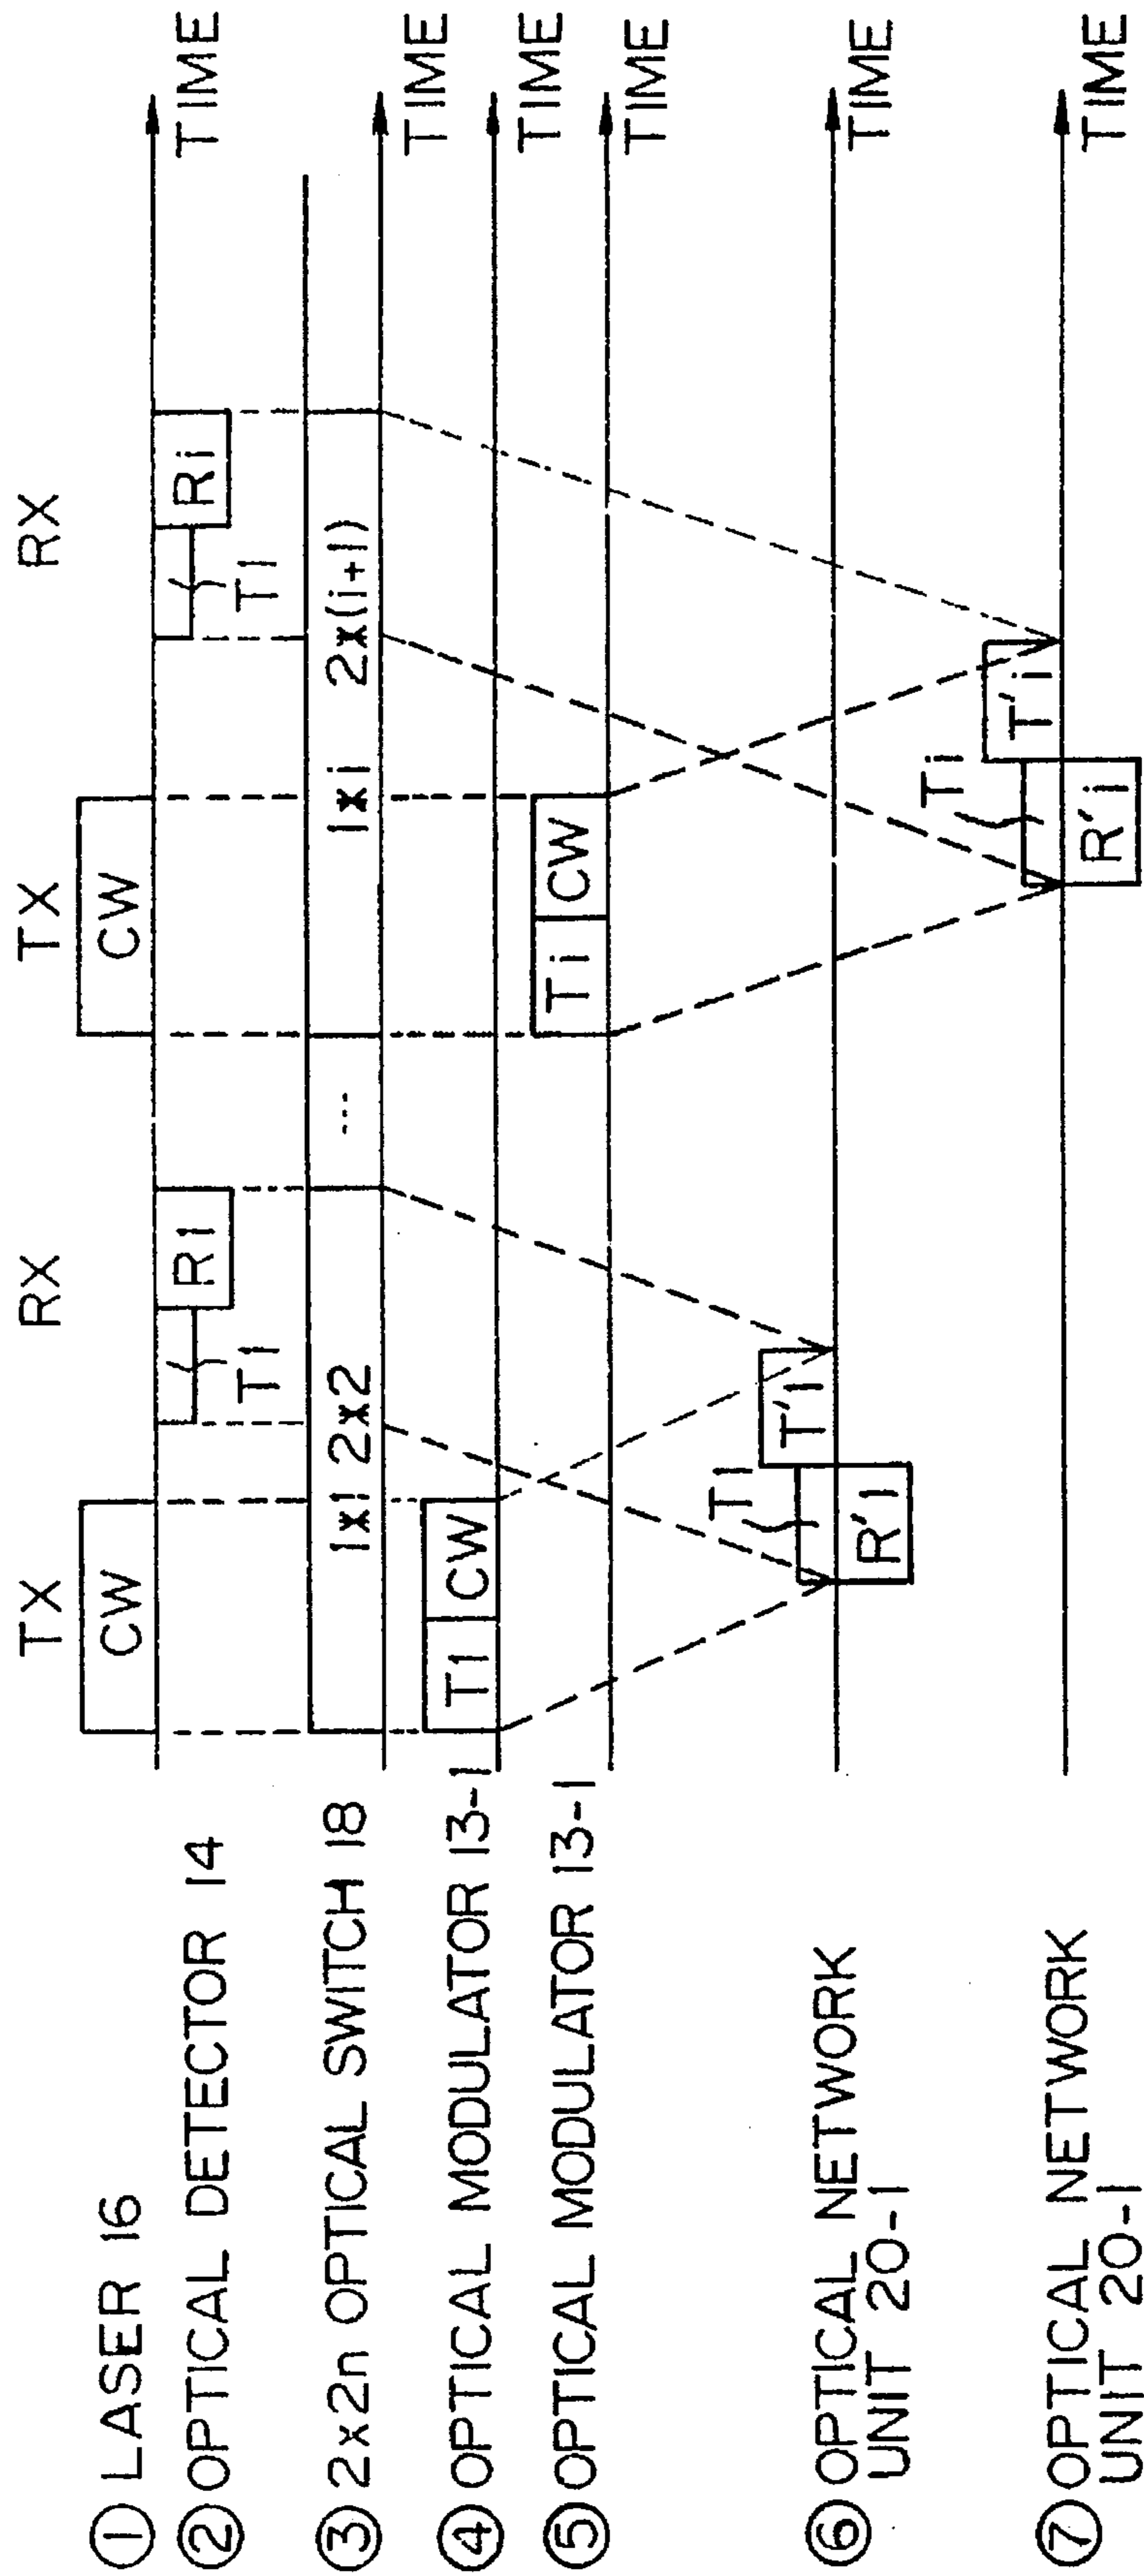 TX RX TX RX
① LASER 16 CW CW TIME
② OPTICAL DETECTOR 14 R1 Ri
T1 T1
③ 2x2n OPTICAL SWITCH 18 1x1 2x2 --- 1xi 2x(i+1) TIME
④ OPTICAL MODULATOR 13-1 T1 CW TIME
⑤ OPTICAL MODULATOR 13-1 Ti CW TIME
T1 T'1
⑥ OPTICAL NETWORK TIME
UNIT 20-1 R'1
Ti T'i
⑦ OPTICAL NETWORK TIME
UNIT 20-1 R'i